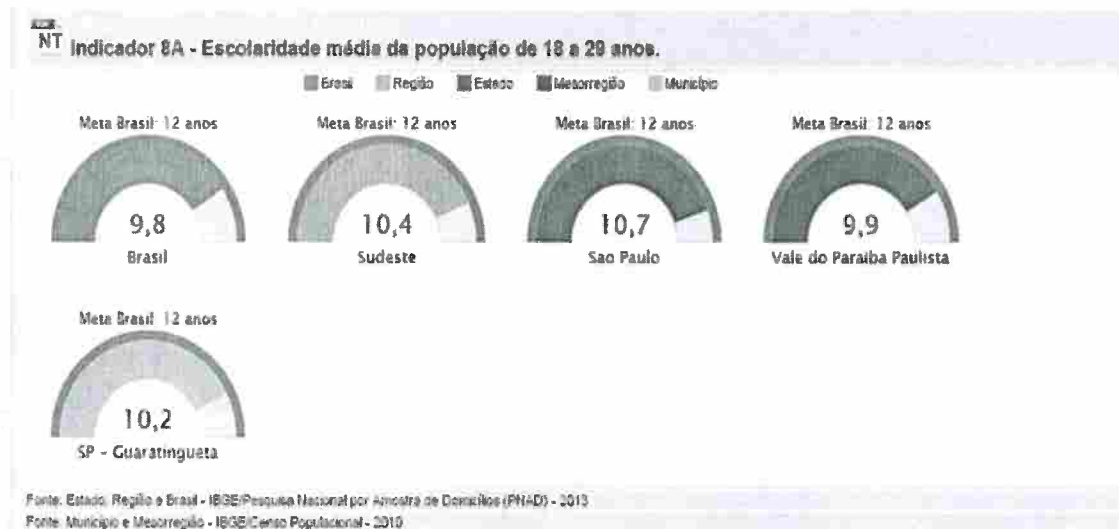 NT Indicador 8A - Escolaridade média da população de 18 a 29 anos.
Brasil Região Estado Mesorregião Município
Meta Brasil: 12 anos Meta Brasil: 12 anos Meta Brasil: 12 anos Meta Brasil: 12 anos
9,8 10,4 10,7 9,9
Brasil Sudeste Sao Paulo Vale do Paraiba Paulista
Meta Brasil: 12 anos
10,2
SP - Guaratingueta
Fonte: Estado, Região e Brasil - IBGE/Pesquisa Nacional por Amostra de Domicílios (PNAD) - 2013
Fonte: Município e Mesorregião - IBGE/Censo Populacional - 2010